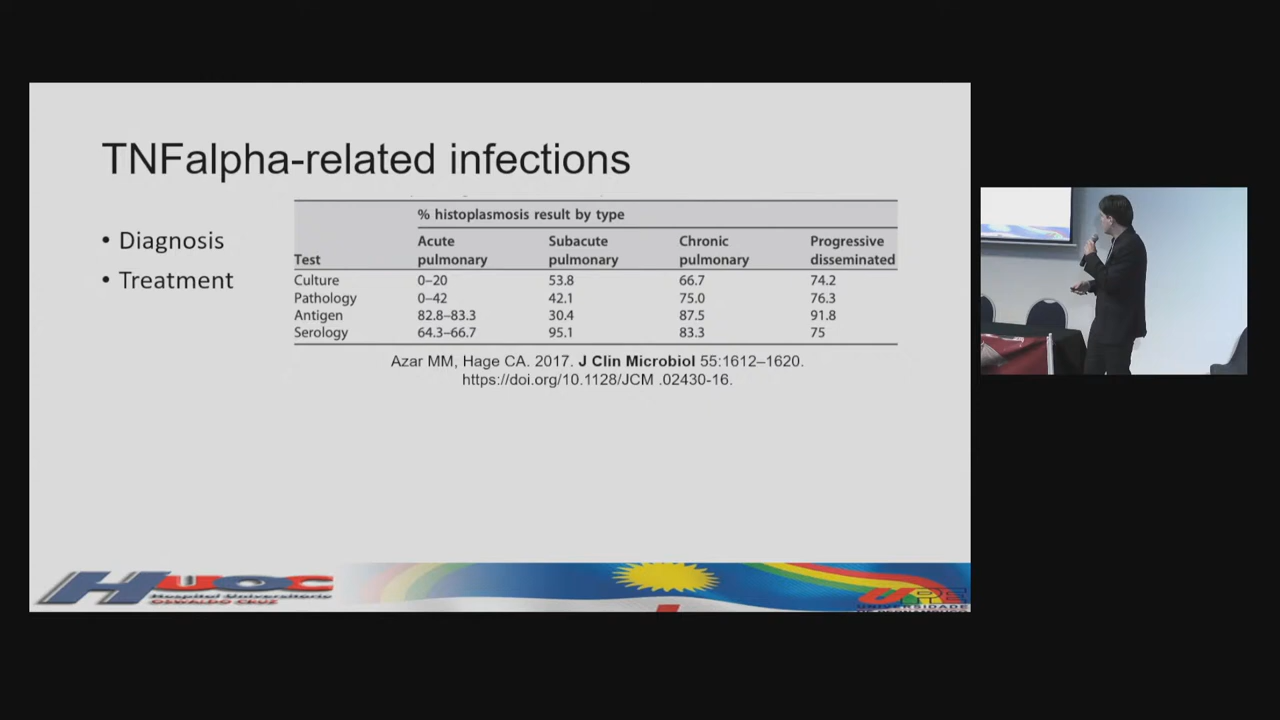 TNFalpha-related infections
• Diagnosis
• Treatment
% histoplasmosis result by type
Test Acute pulmonary Subacute pulmonary Chronic pulmonary Progressive disseminated
Culture 0–20 53.8 66.7 74.2
Pathology 0–42 42.1 75.0 76.3
Antigen 82.8–83.3 30.4 87.5 91.8
Serology 64.3–66.7 95.1 83.3 75
Azar MM, Hage CA. 2017. J Clin Microbiol 55:1612–1620.
https://doi.org/10.1128/JCM .02430-16.
HUOC
Hospital Universitário
OSWALDO CRUZ
UPE
UNIVERSIDADE